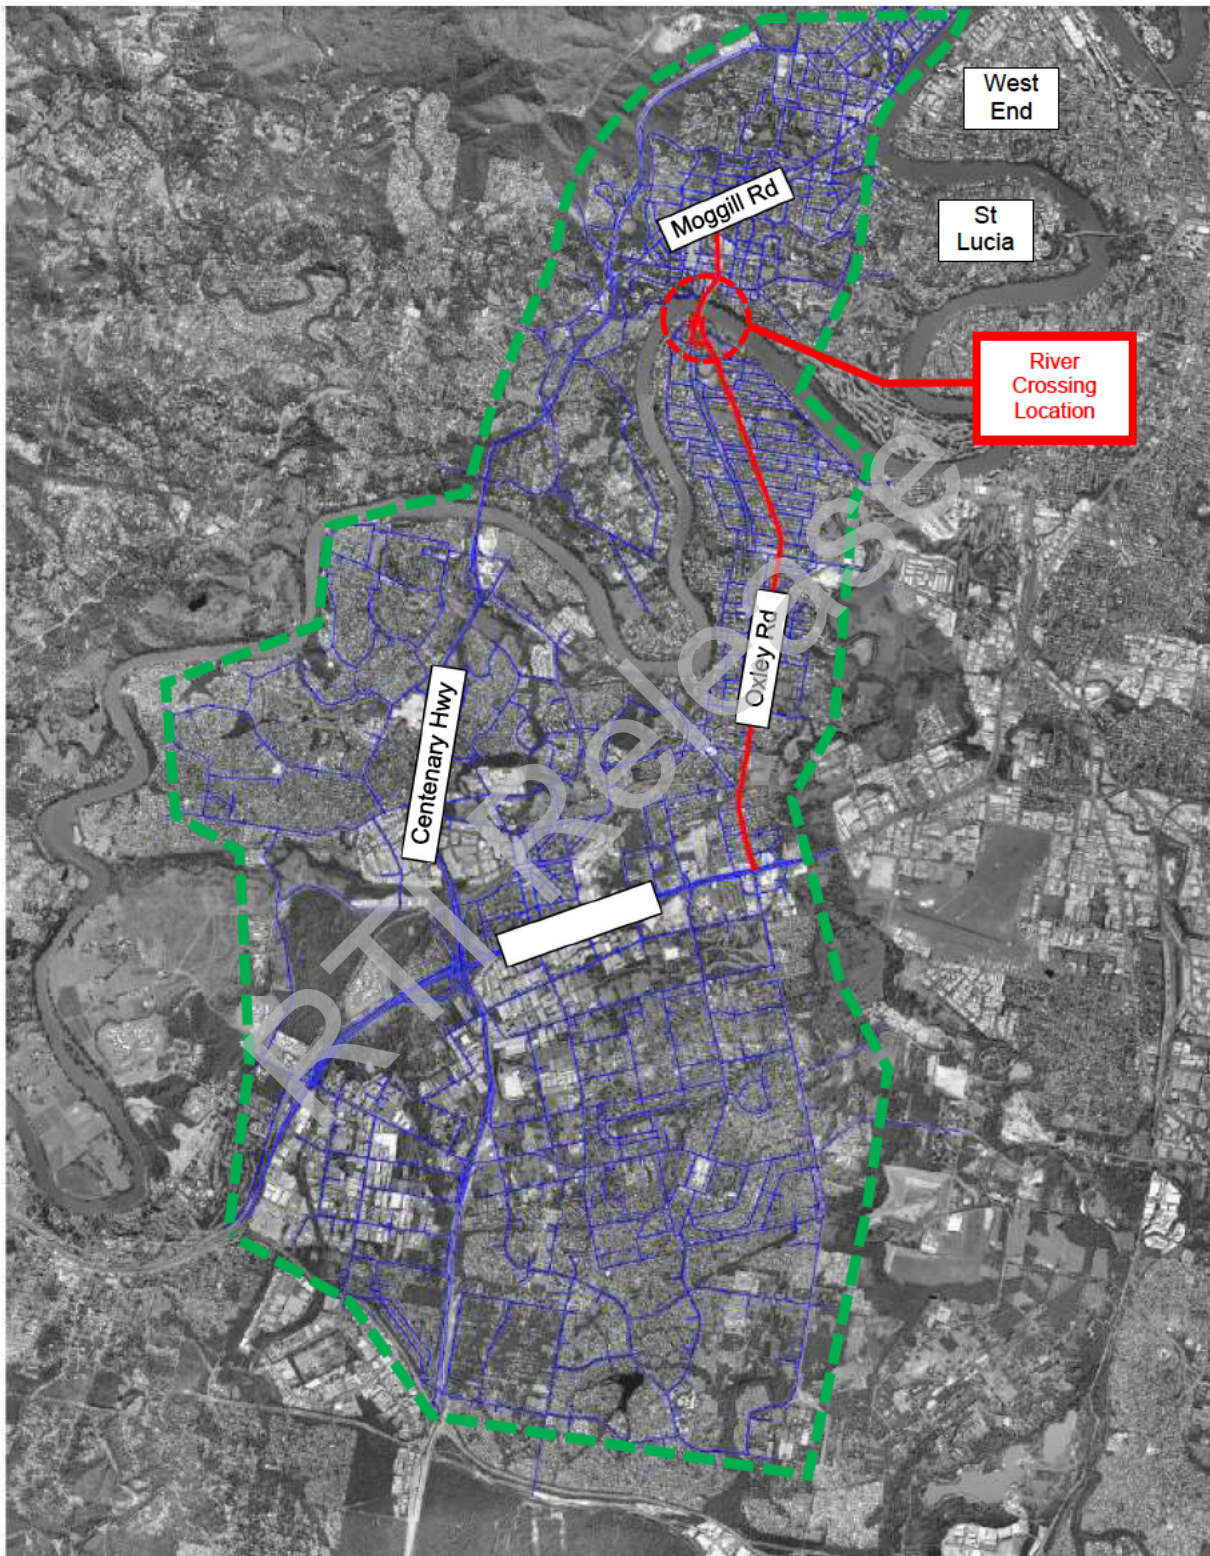 West
End
Moggill Rd
St
Lucia
River
Crossing
Location
Oxley Rd
Centenary Hwy
RTI Release